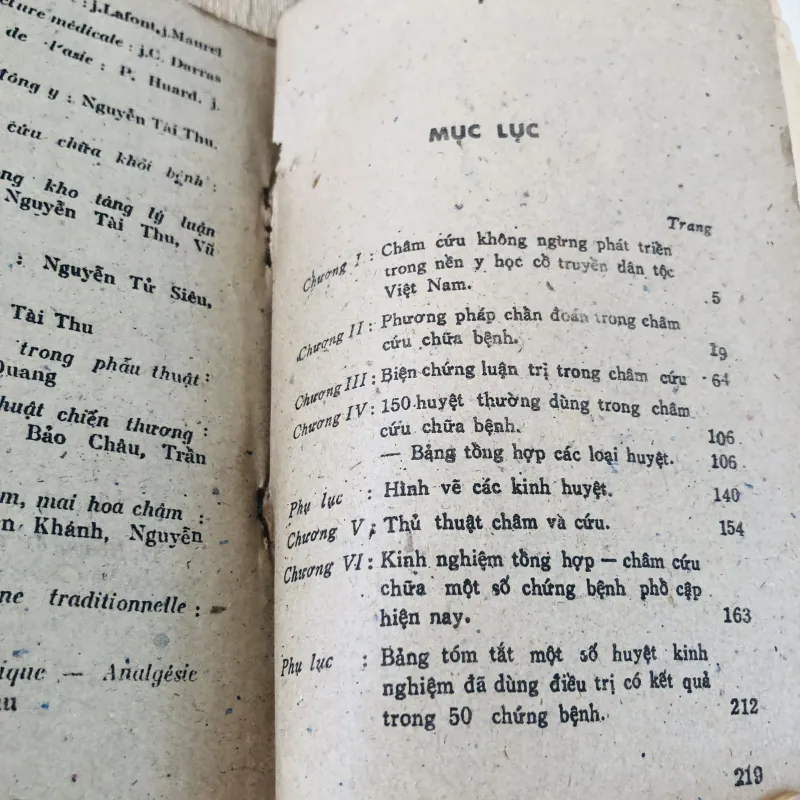 : j.Lafont,j.Maurel
cture médicale : j.C. Darras
de l'asie : P. Huard. j.
đông y : Nguyễn Tài Thu.
cứu chữa khỏi bệnh :
ng kho tàng lý luận
Nguyễn Tài Thu, Vũ
: Nguyễn Tử Siêu,
Tài Thu
trong phẫu thuật :
Quang
huật chiến thương :
Bảo Châu, Trần
m, mai hoa châm :
ên Khánh, Nguyễn
ne traditionnelle :
ique — Analgésie
MỤC LỤC
Trang
Chương I : Châm cứu không ngừng phát triển
trong nền y học cổ truyền dân tộc
Việt Nam. 5
Chương II : Phương pháp chần đoán trong châm
cứu chữa bệnh. 19
Chương III : Biện chứng luận trị trong châm cứu 64
Chương IV : 150 huyệt thường dùng trong châm
cứu chữa bệnh. 106
— Bảng tổng hợp các loại huyệt. 106
Phụ lục : Hình vẽ các kinh huyệt. 140
Chương V : Thủ thuật châm và cứu. 154
Chương VI : Kinh nghiệm tổng hợp — châm cứu
chữa một số chứng bệnh phổ cập
hiện nay. 163
Phụ lục : Bảng tóm tắt một số huyệt kinh
nghiệm đã dùng điều trị có kết quả
trong 50 chứng bệnh. 212
219